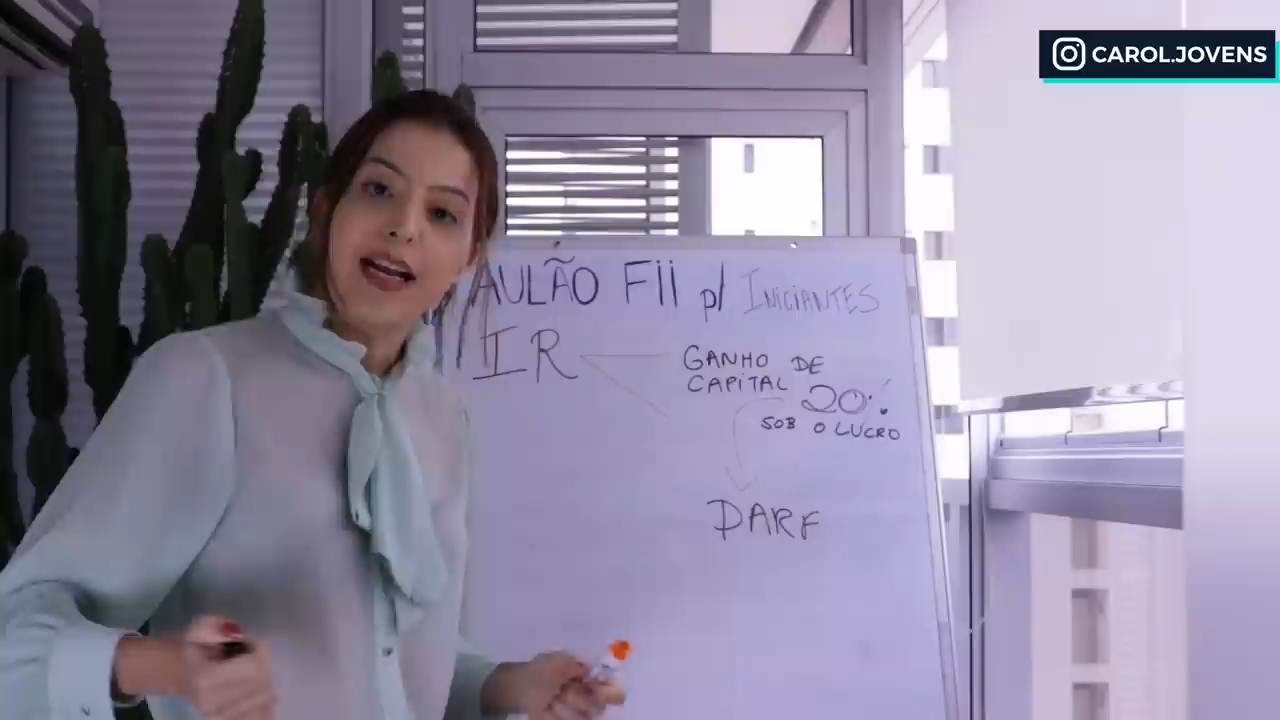 CAROL.JOVENS
AULÃO Fii p/ INICIANTES
IR
GANHO DE
CAPITAL 20%
SOB O LUCRO
DARF